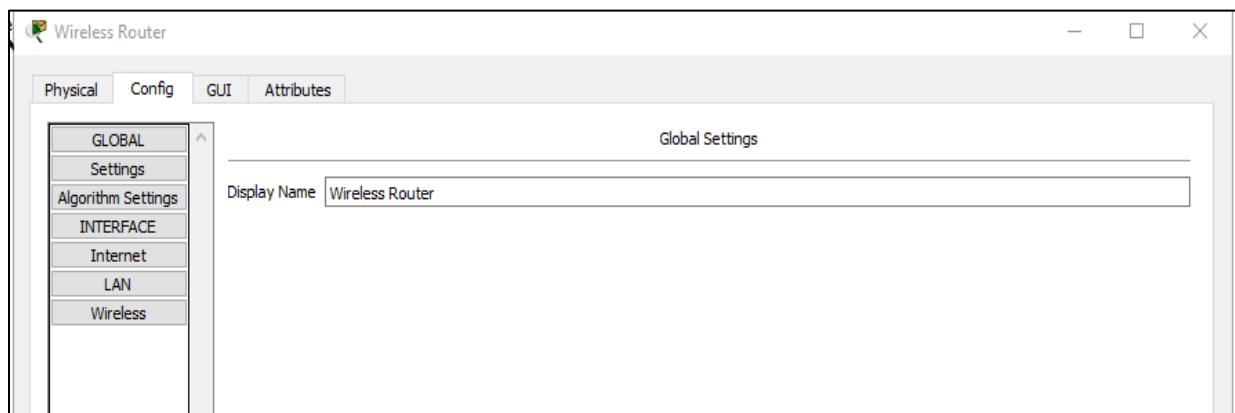 Wireless Router
Physical Config GUI Attributes
GLOBAL
Settings
Algorithm Settings
INTERFACE
Internet
LAN
Wireless
Global Settings
Display Name Wireless Router